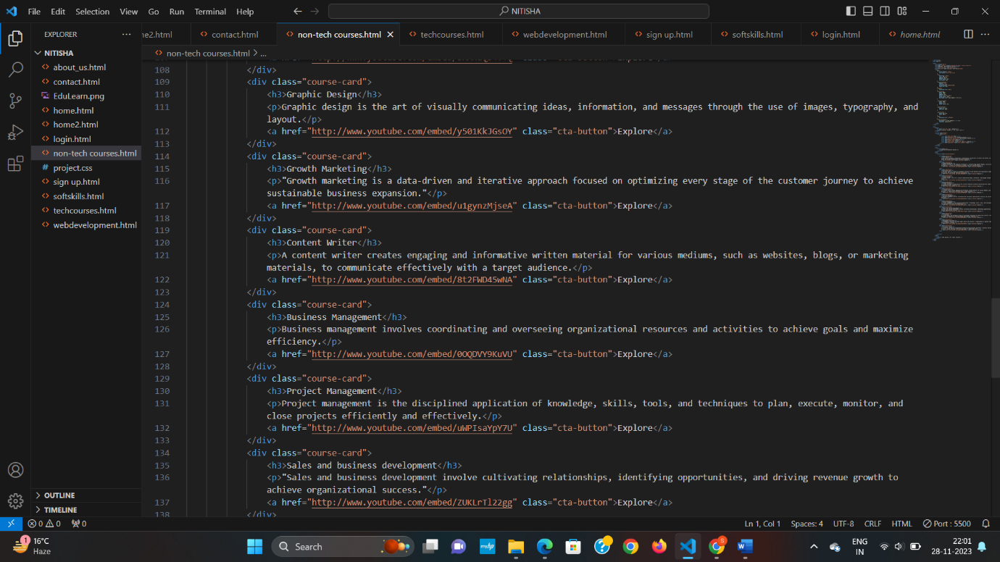 File Edit Selection View Go Run Terminal Help
NITISHA
EXPLORER
me2.html
contact.html
non-tech courses.html
techcourses.html
webdevelopment.html
sign up.html
softskills.html
login.html
home.html
NITISHA
about_us.html
contact.html
EduLearn.png
home.html
home2.html
login.html
non-tech courses.html
project.css
sign up.html
softskills.html
techcourses.html
webdevelopment.html
OUTLINE
TIMELINE
non-tech courses.html > ...
108 </div>
109 <div class="course-card">
110 <h3>Graphic Design</h3>
111 <p>Graphic design is the art of visually communicating ideas, information, and messages through the use of images, typography, and
layout.</p>
112 <a href="http://www.youtube.com/embed/y501KkJGsOY" class="cta-button">Explore</a>
113 </div>
114 <div class="course-card">
115 <h3>Growth Marketing</h3>
116 <p>"Growth marketing is a data-driven and iterative approach focused on optimizing every stage of the customer journey to achieve
sustainable business expansion."</p>
117 <a href="http://www.youtube.com/embed/u1gynzMjseA" class="cta-button">Explore</a>
118 </div>
119 <div class="course-card">
120 <h3>Content Writer</h3>
121 <p>A content writer creates engaging and informative written material for various mediums, such as websites, blogs, or marketing
materials, to communicate effectively with a target audience.</p>
122 <a href="http://www.youtube.com/embed/8t2FWD45wNA" class="cta-button">Explore</a>
123 </div>
124 <div class="course-card">
125 <h3>Business Management</h3>
126 <p>Business management involves coordinating and overseeing organizational resources and activities to achieve goals and maximize
efficiency.</p>
127 <a href="http://www.youtube.com/embed/0OQDVY9KuVU" class="cta-button">Explore</a>
128 </div>
129 <div class="course-card">
130 <h3>Project Management</h3>
131 <p>Project management is the disciplined application of knowledge, skills, tools, and techniques to plan, execute, monitor, and
close projects efficiently and effectively.</p>
132 <a href="http://www.youtube.com/embed/uWPIsaYpY7U" class="cta-button">Explore</a>
133 </div>
134 <div class="course-card">
135 <h3>Sales and business development</h3>
136 <p>"Sales and business development involve cultivating relationships, identifying opportunities, and driving revenue growth to
achieve organizational success."</p>
137 <a href="http://www.youtube.com/embed/ZUKLrTl22gg" class="cta-button">Explore</a>
138 </div>
0 0 0
Ln 1, Col 1 Spaces: 4 UTF-8 CRLF HTML Port : 5500
1 16°C
Haze
Search
myhp
S
W
ENG
IN
22:01
28-11-2023